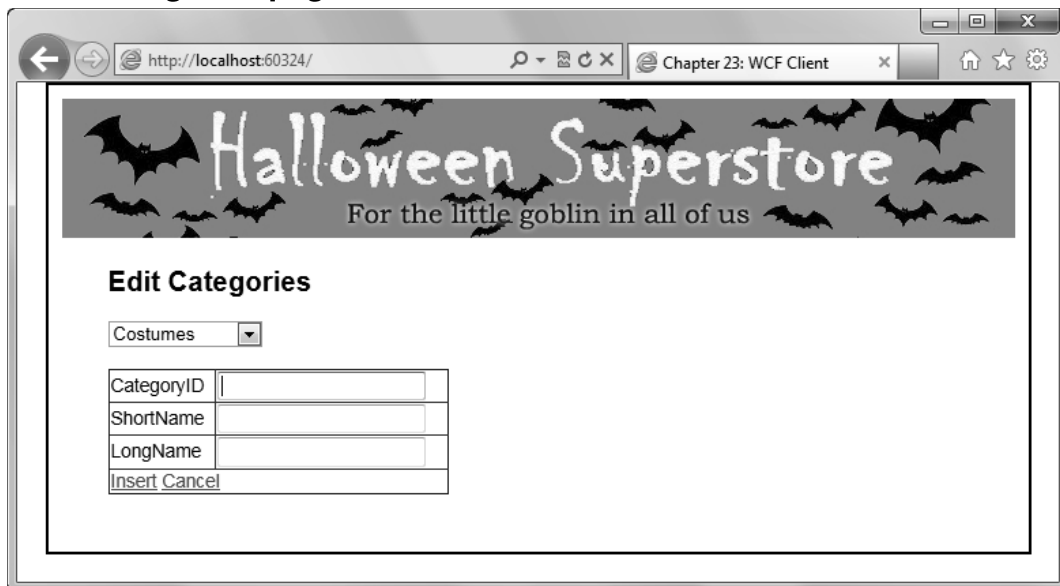 http://localhost:60324/
Chapter 23: WCF Client
Halloween Superstore
For the little goblin in all of us
Edit Categories
Costumes
CategoryID
ShortName
LongName
Insert Cancel